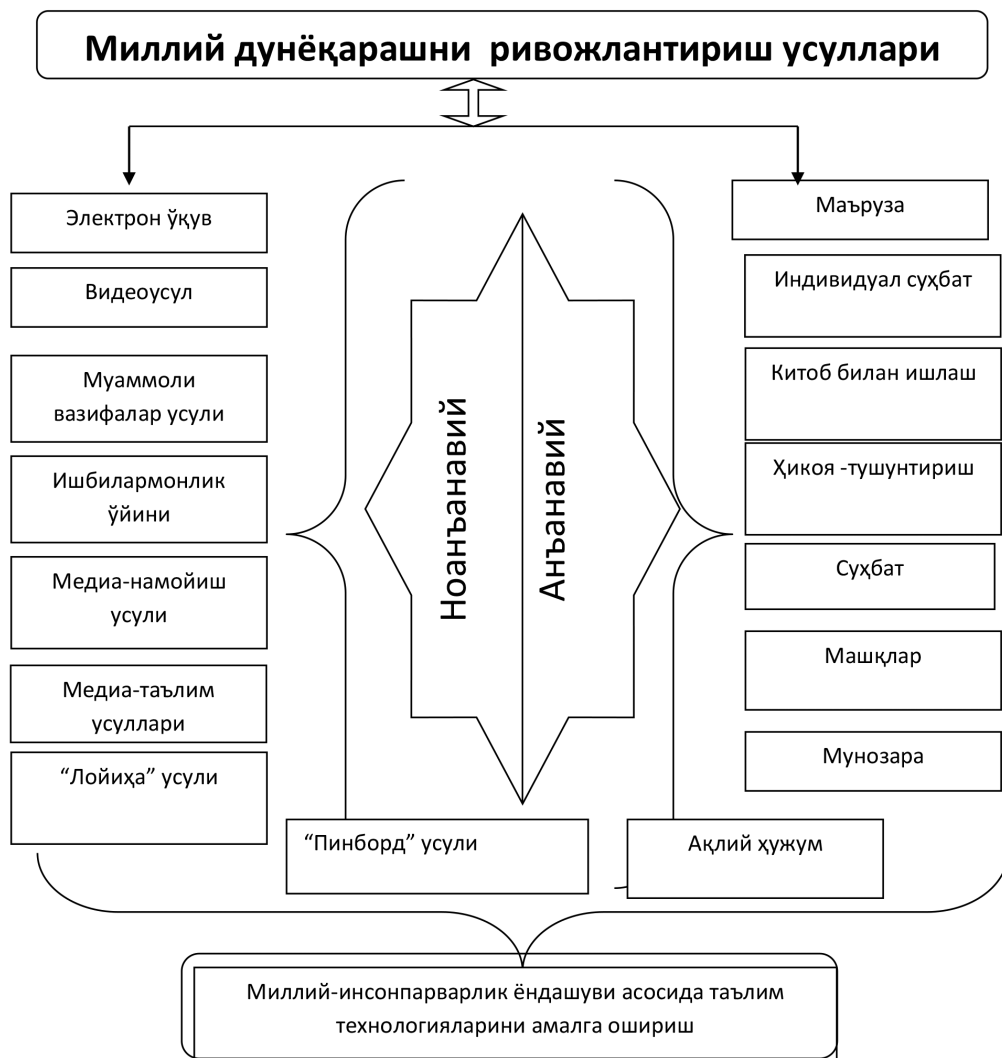 Миллий дунёқарашни ривожлантириш усуллари
Электрон ўқув
Видеоусул
Муаммоли
вазифалар усули
Ишбилармонлик
ўйини
Медиа-намойиш
усули
Медиа-таълим
усуллари
“Лойиҳа” усули
Ноанъанавий
Анъанавий
Маъруза
Индивидуал суҳбат
Китоб билан ишлаш
Ҳикоя -тушунтириш
Суҳбат
Машқлар
Мунозара
“Пинборд” усули
Ақлий ҳужум
Миллий-инсонпарварлик ёндашуви асосида таълим
технологияларини амалга ошириш